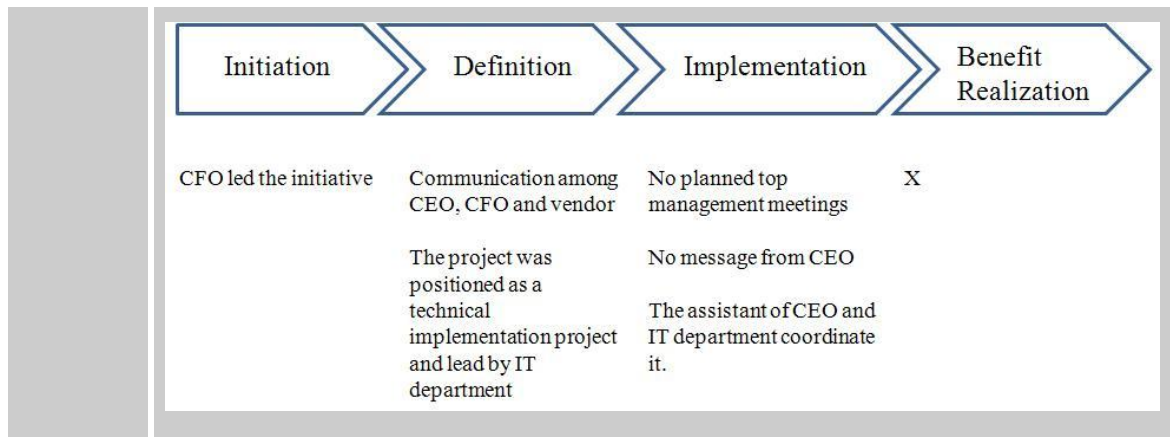 Initiation
Definition
Implementation
Benefit
Realization
CFO led the initiative
Communication among
CEO, CFO and vendor
The project was
positioned as a
technical
implementation project
and lead by IT
department
No planned top
management meetings
No message from CEO
The assistant of CEO and
IT department coordinate
it.
X